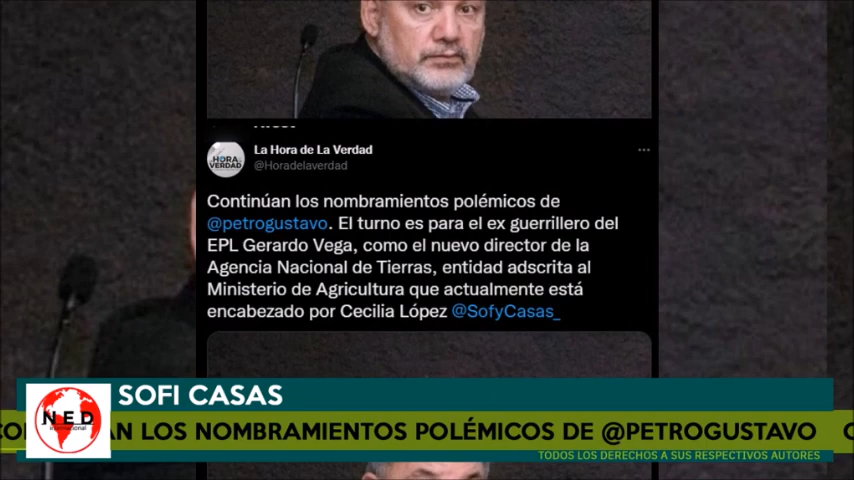 La Hora de La Verdad
@Horadelaverdad
HORA
VERDAD
Continúan los nombramientos polémicos de
@petrogustavo. El turno es para el ex guerrillero del
EPL Gerardo Vega, como el nuevo director de la
Agencia Nacional de Tierras, entidad adscrita al
Ministerio de Agricultura que actualmente está
encabezado por Cecilia López @SofyCasas_
SOFI CASAS
NED
international
AN LOS NOMBRAMIENTOS POLÉMICOS DE @PETROGUSTAVO
TODOS LOS DERECHOS A SUS RESPECTIVOS AUTORES